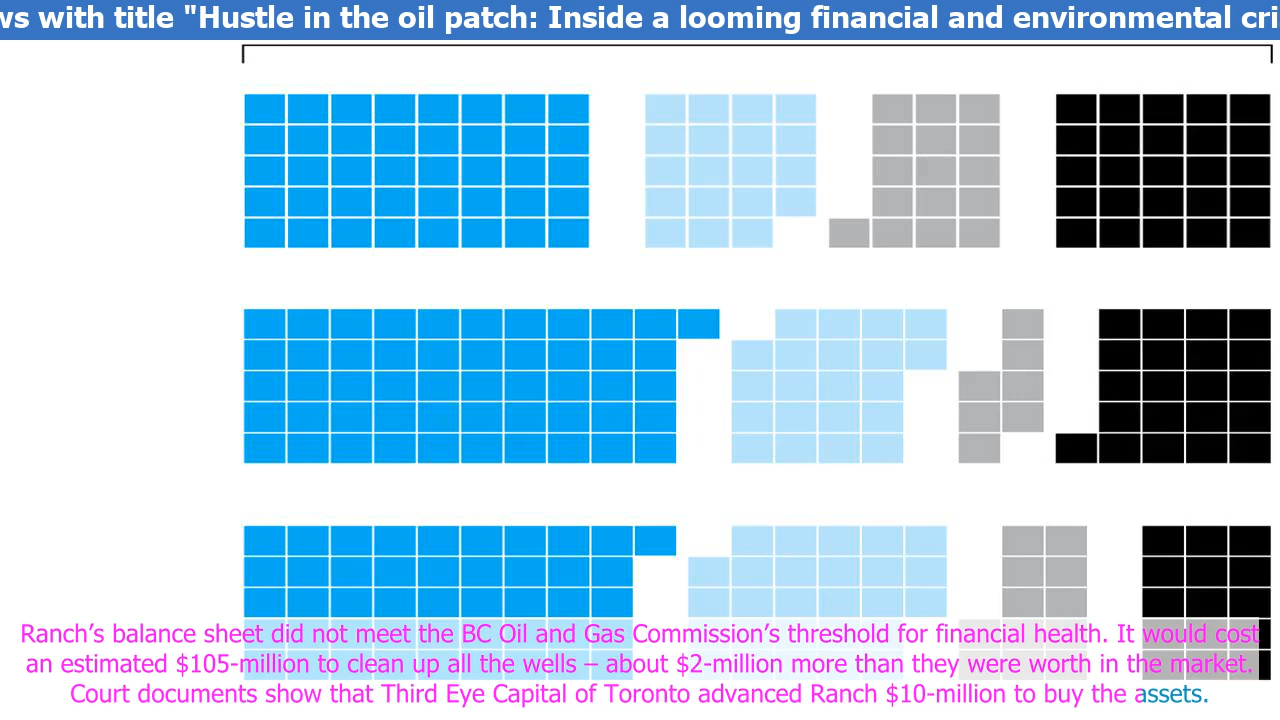 ws with title "Hustle in the oil patch: Inside a looming financial and environmental cri
Ranch’s balance sheet did not meet the BC Oil and Gas Commission’s threshold for financial health. It would cost
an estimated $105-million to clean up all the wells – about $2-million more than they were worth in the market.
Court documents show that Third Eye Capital of Toronto advanced Ranch $10-million to buy the assets.